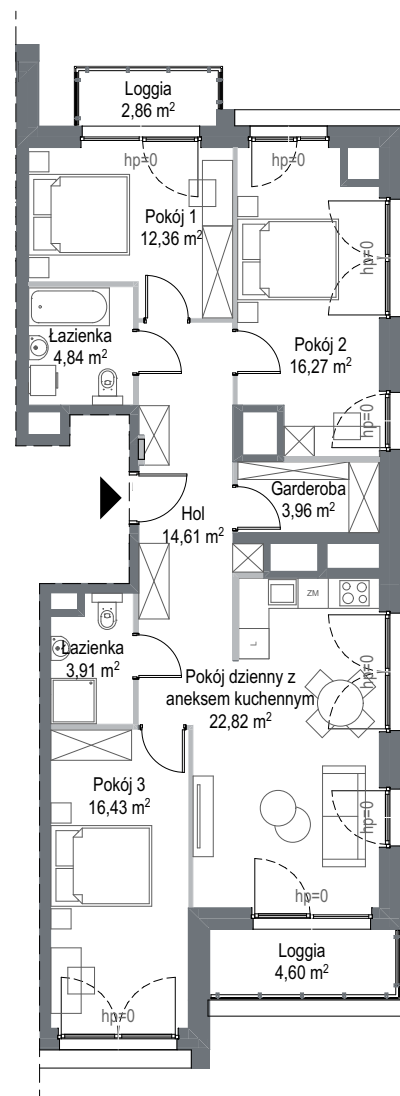 Loggia
2,86 m²
hp=0
hp=0
Pokój 1
12,36 m²
hp=0
Łazienka
4,84 m²
Pokój 2
16,27 m²
hp=0
Garderoba
3,96 m²
Hol
14,61 m²
ZM
L
Łazienka
3,91 m²
Pokój dzienny z
aneksem kuchennym
22,82 m²
hp=0
Pokój 3
16,43 m²
hp=0
hp=0
Loggia
4,60 m²
hp=0